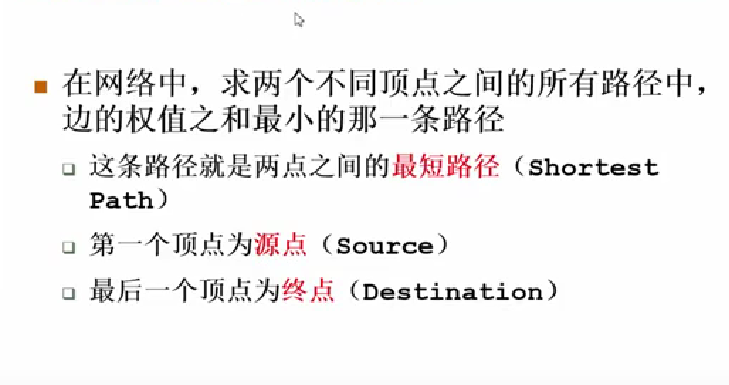 在网络中，求两个不同顶点之间的所有路径中，
边的权值之和最小的那一条路径
这条路径就是两点之间的最短路径（Shortest
Path）
第一个顶点为源点（Source）
最后一个顶点为终点（Destination）